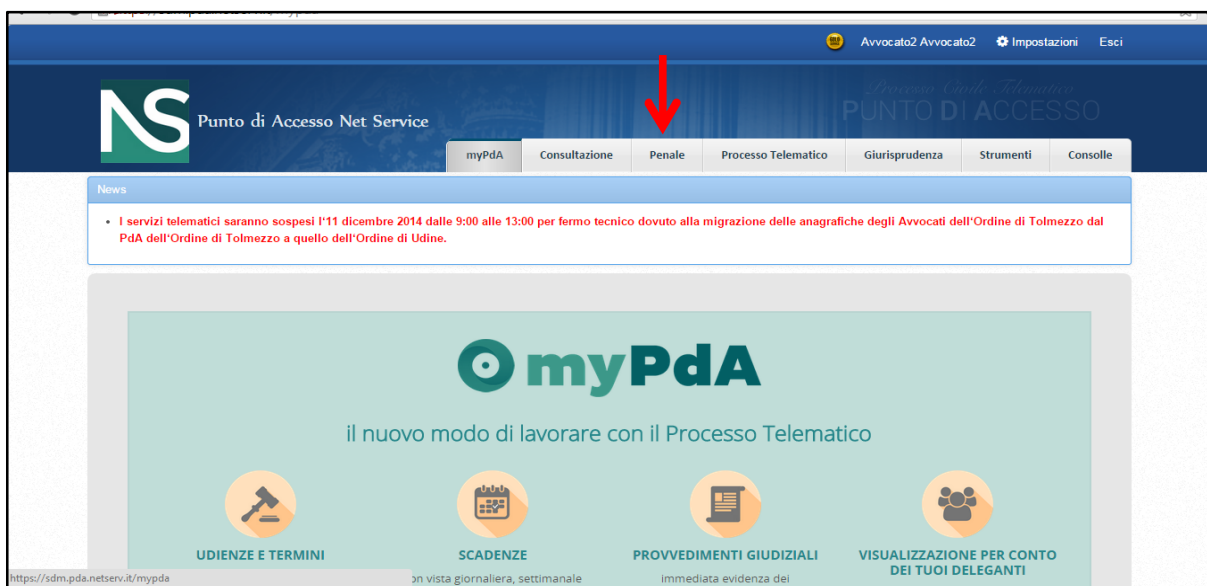 Avvocato2 Avvocato2 Impostazioni Esci
NS Punto di Accesso Net Service
Processo Civile Telematico
PUNTO DI ACCESSO
myPdA Consultazione Penale Processo Telematico Giurisprudenza Strumenti Consolle
News
I servizi telematici saranno sospesi l'11 dicembre 2014 dalle 9:00 alle 13:00 per fermo tecnico dovuto alla migrazione delle anagrafiche degli Avvocati dell'Ordine di Tolmezzo dal
PdA dell'Ordine di Tolmezzo a quello dell'Ordine di Udine.
myPdA
il nuovo modo di lavorare con il Processo Telematico
UDIENZE E TERMINI SCADENZE PROVVEDIMENTI GIUDIZIALI VISUALIZZAZIONE PER CONTO
DEI TUOI DELEGANTI
https://sdm.pda.netserv.it/mypda on vista giornaliera, settimanale immediata evidenza dei